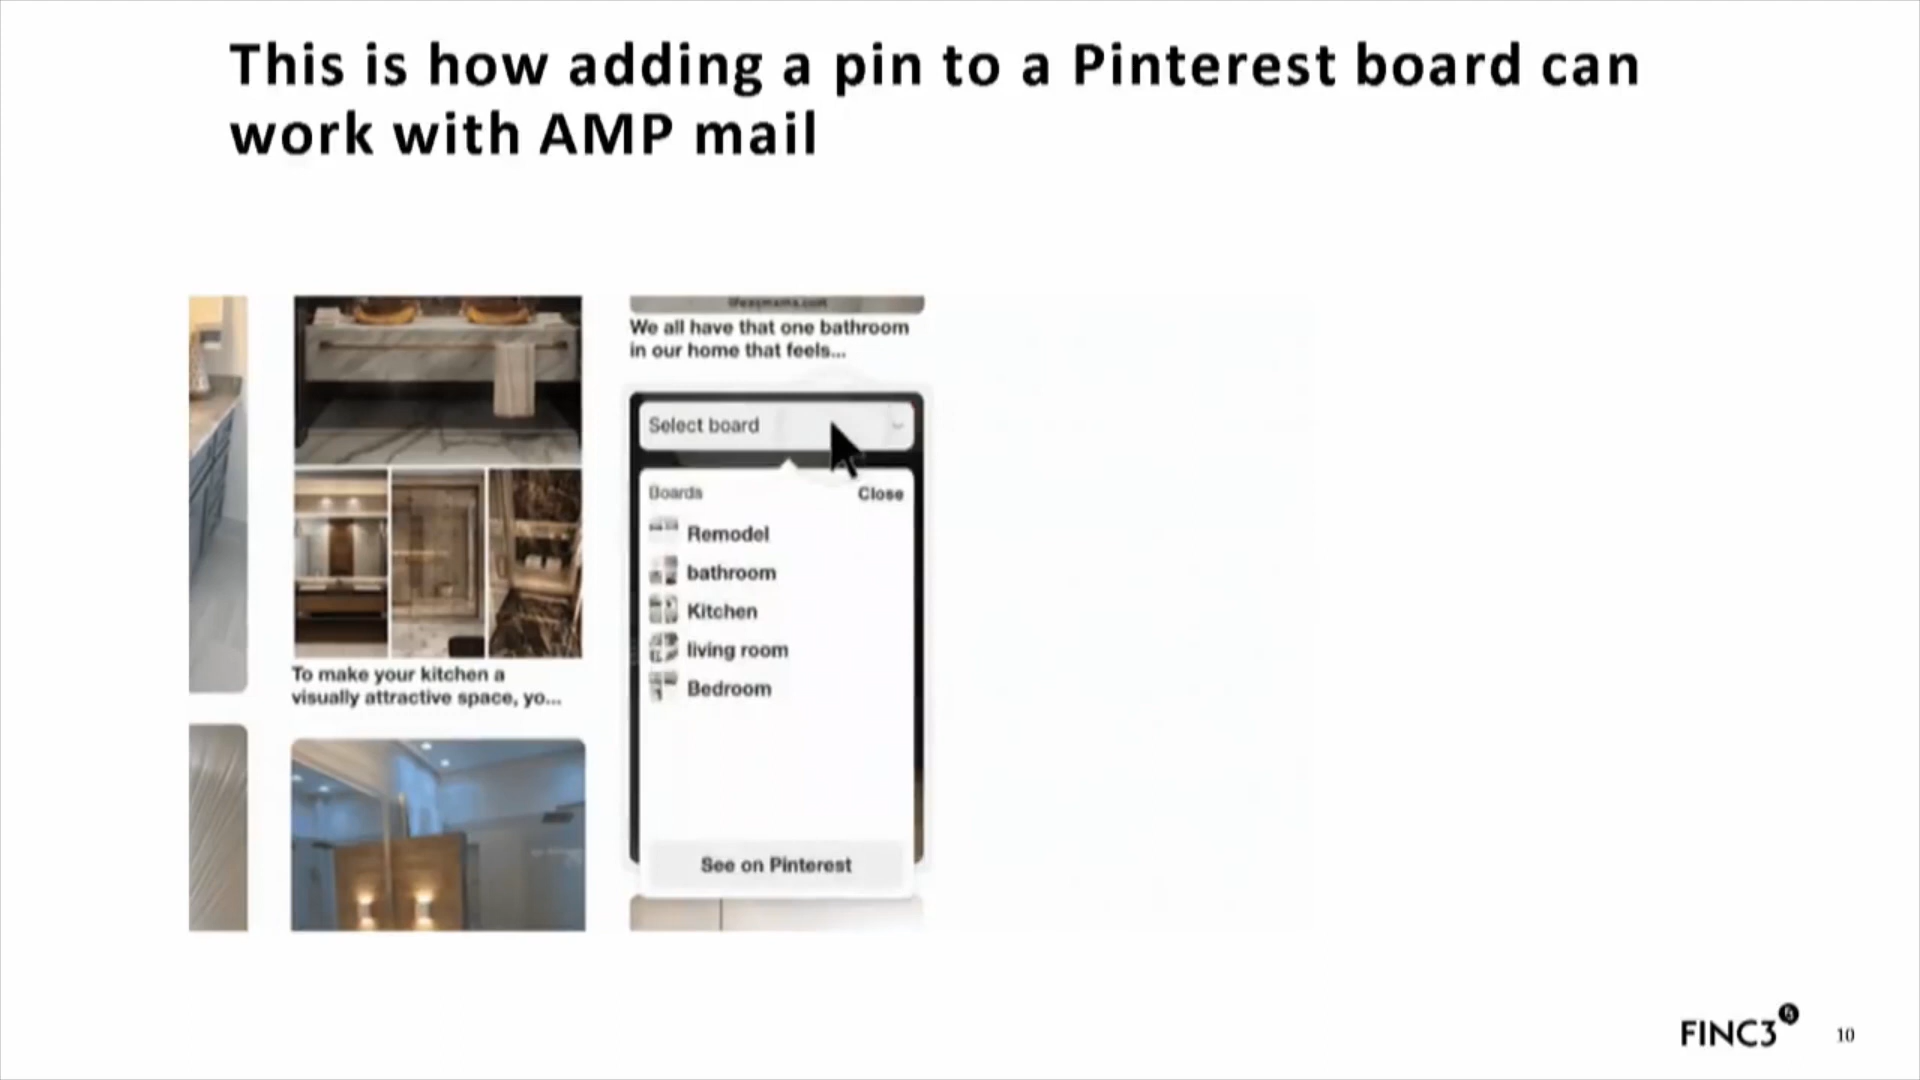 This is how adding a pin to a Pinterest board can
work with AMP mail
lifeasmama.com
We all have that one bathroom
in our home that feels...
Select board
Boards
Close
Remodel
bathroom
Kitchen
living room
Bedroom
See on Pinterest
To make your kitchen a
visually attractive space, yo...
FINC3
10